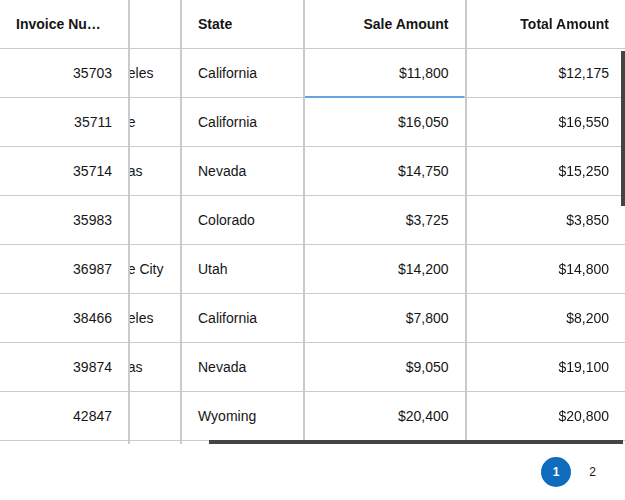 Invoice Nu… State Sale Amount Total Amount
35703 eles California $11,800 $12,175
35711 e California $16,050 $16,550
35714 as Nevada $14,750 $15,250
35983 Colorado $3,725 $3,850
36987 e City Utah $14,200 $14,800
38466 eles California $7,800 $8,200
39874 as Nevada $9,050 $19,100
42847 Wyoming $20,400 $20,800
1 2